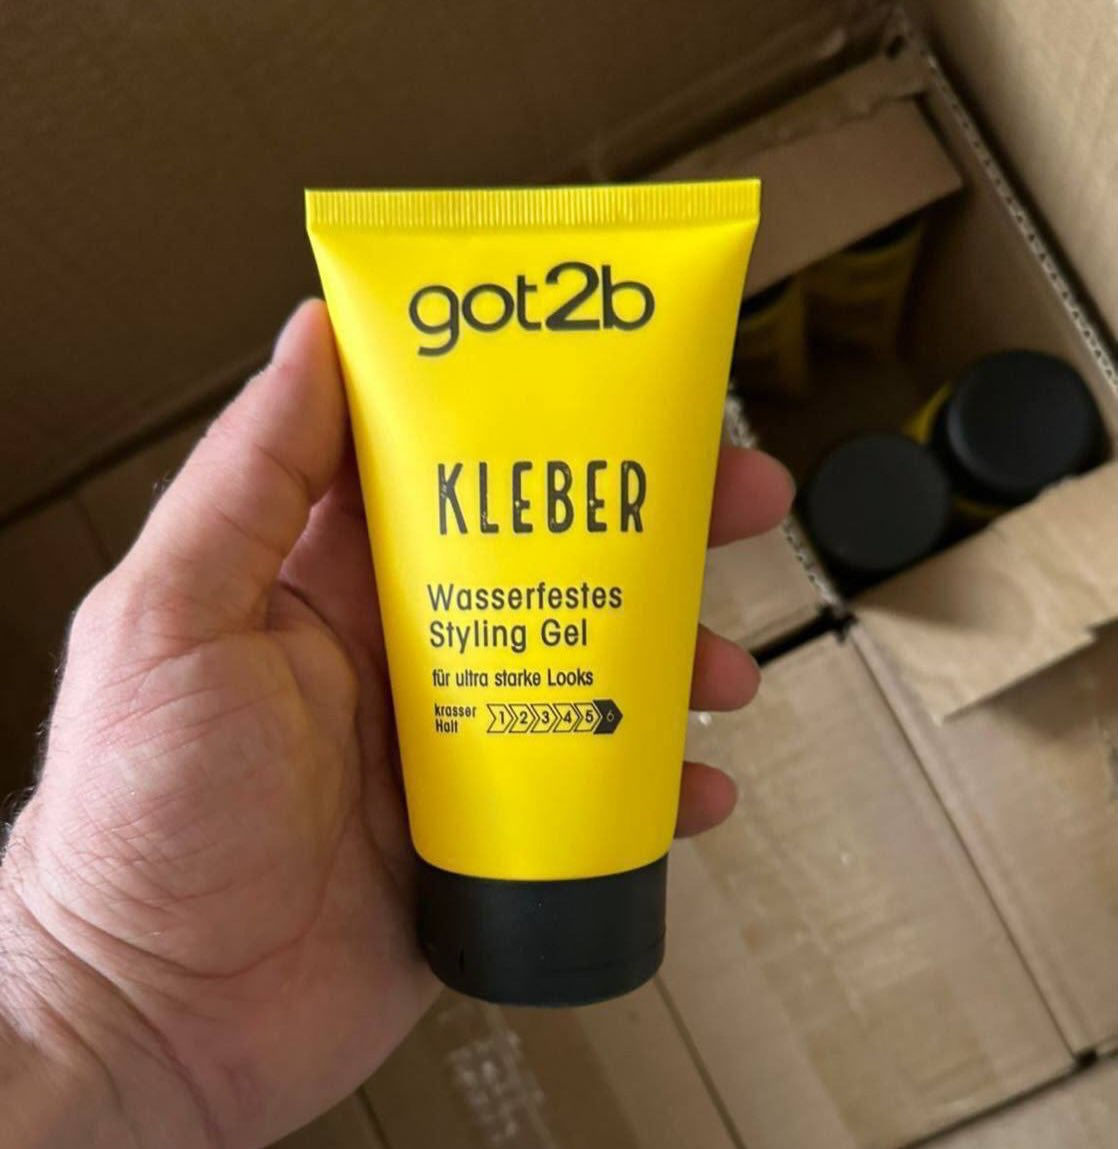 got2b
KLEBER
Wasserfestes
Styling Gel
für ultra starke Looks
krasser
Halt
1 2 3 4 5 6